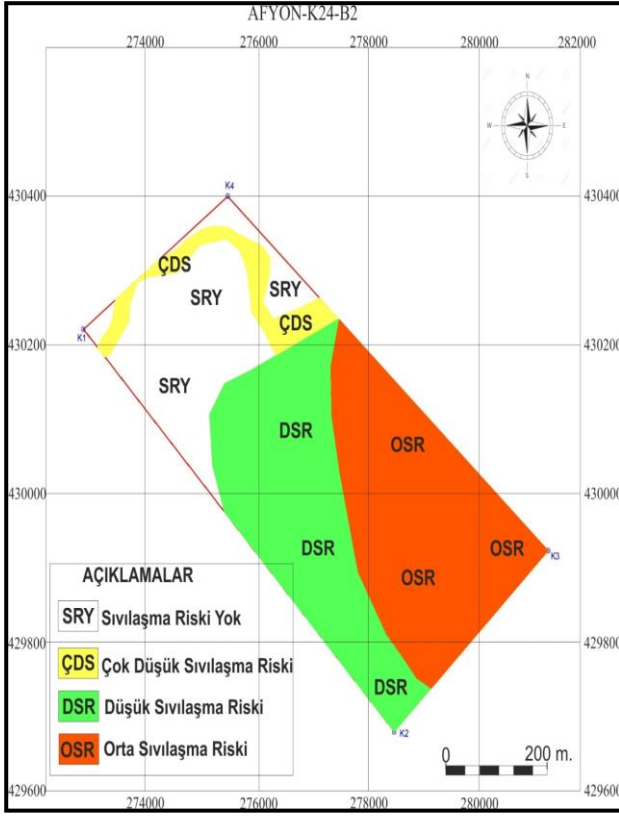 AFYON-K24-B2
274000 276000 278000 280000 282000
N
W E
S
430400 430400
K4
ÇDS
SRY SRY
ÇDS
K1
430200 430200
SRY
DSR OSR
430000 430000
DSR OSR K3
OSR
AÇIKLAMALAR
SRY Sıvılaşma Riski Yok
ÇDS Çok Düşük Sıvılaşma Riski
DSR Düşük Sıvılaşma Riski
OSR Orta Sıvılaşma Riski
429800 429800
DSR
K2
0 200 m.
429600 429600
274000 276000 278000 280000